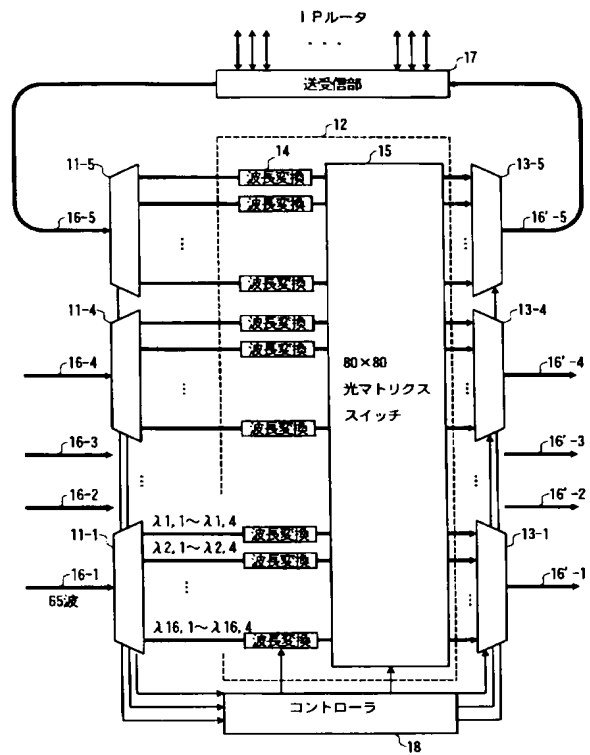 IPルータ
...
17
送受信部
12
14
15
11-5
13-5
波長変換
波長変換
16-5
16'-5
...
...
波長変換
11-4
13-4
波長変換
波長変換
16-4
80×80
光マトリクス
スイッチ
16'-4
...
...
16-3
波長変換
16'-3
16-2
...
...
16'-2
11-1
λ1,1~λ1,4
波長変換
13-1
λ2,1~λ2,4
波長変換
16-1
16'-1
65波
...
...
λ16,1~λ16,4
波長変換
コントローラ
18